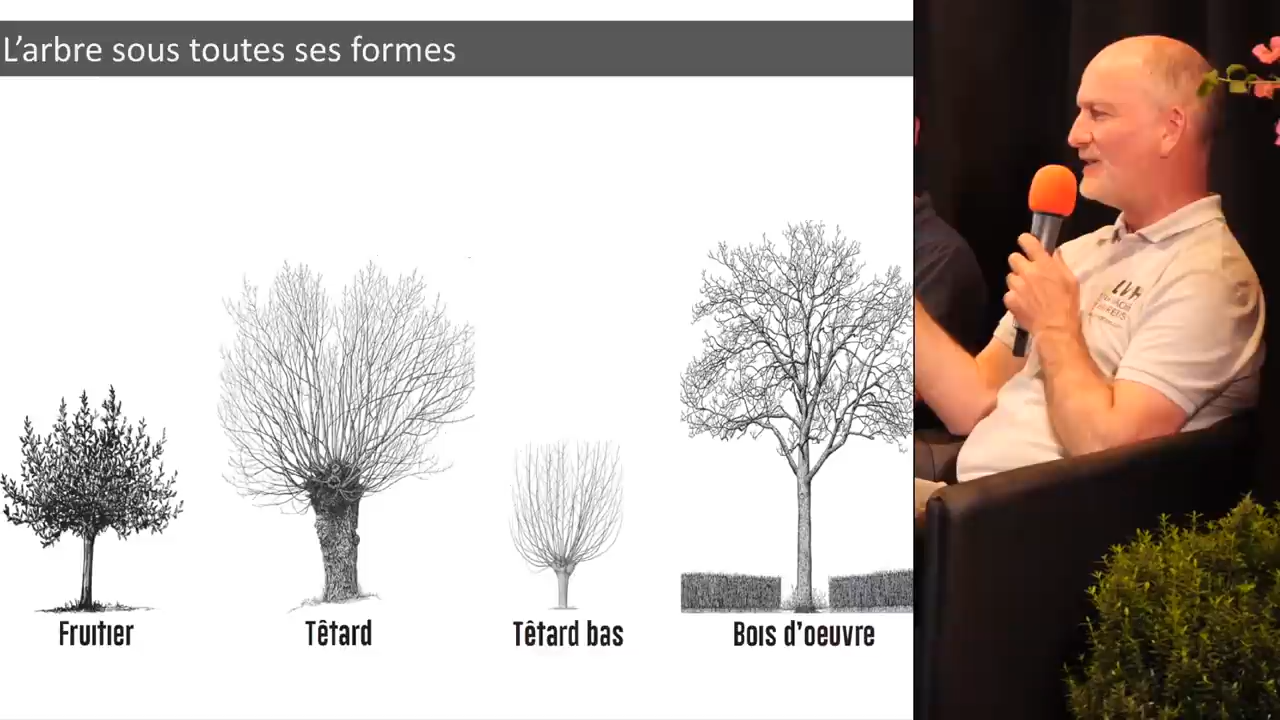 L'arbre sous toutes ses formes
Fruitier
Têtard
Têtard bas
Bois d'oeuvre